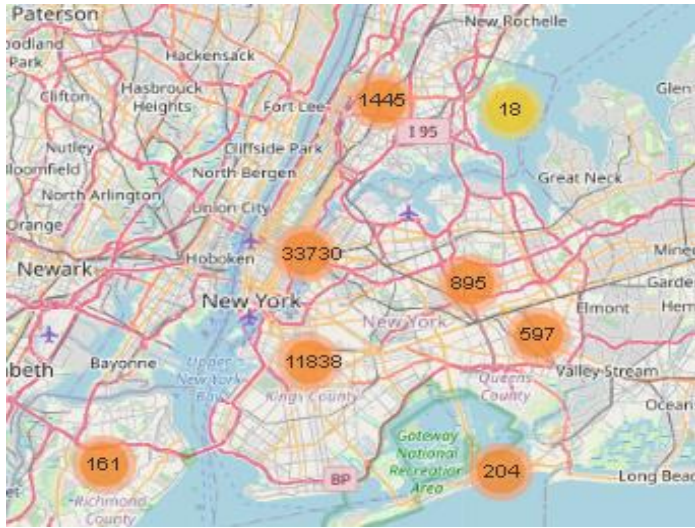 Paterson
New Rochelle
oodland
Park
Hackensack
Clifton
Hasbrouck
Heights
Fort Lee
1445
18
Glen
I 95
Nutley
Bloomfield
Cliffside Park
North Bergen
Great Neck
North Arlington
Orange
Union City
33730
Mine
Newark
Hoboken
895
Garde
New York
New York
Elmont
Hem
597
11838
beth
Bayonne
Upper
New York
Bay
Kings County
Queens
County
Valley Stream
Ocean
161
Gateway
National
Recreation
Area
204
BP
Long Beac
et
Richmond
County